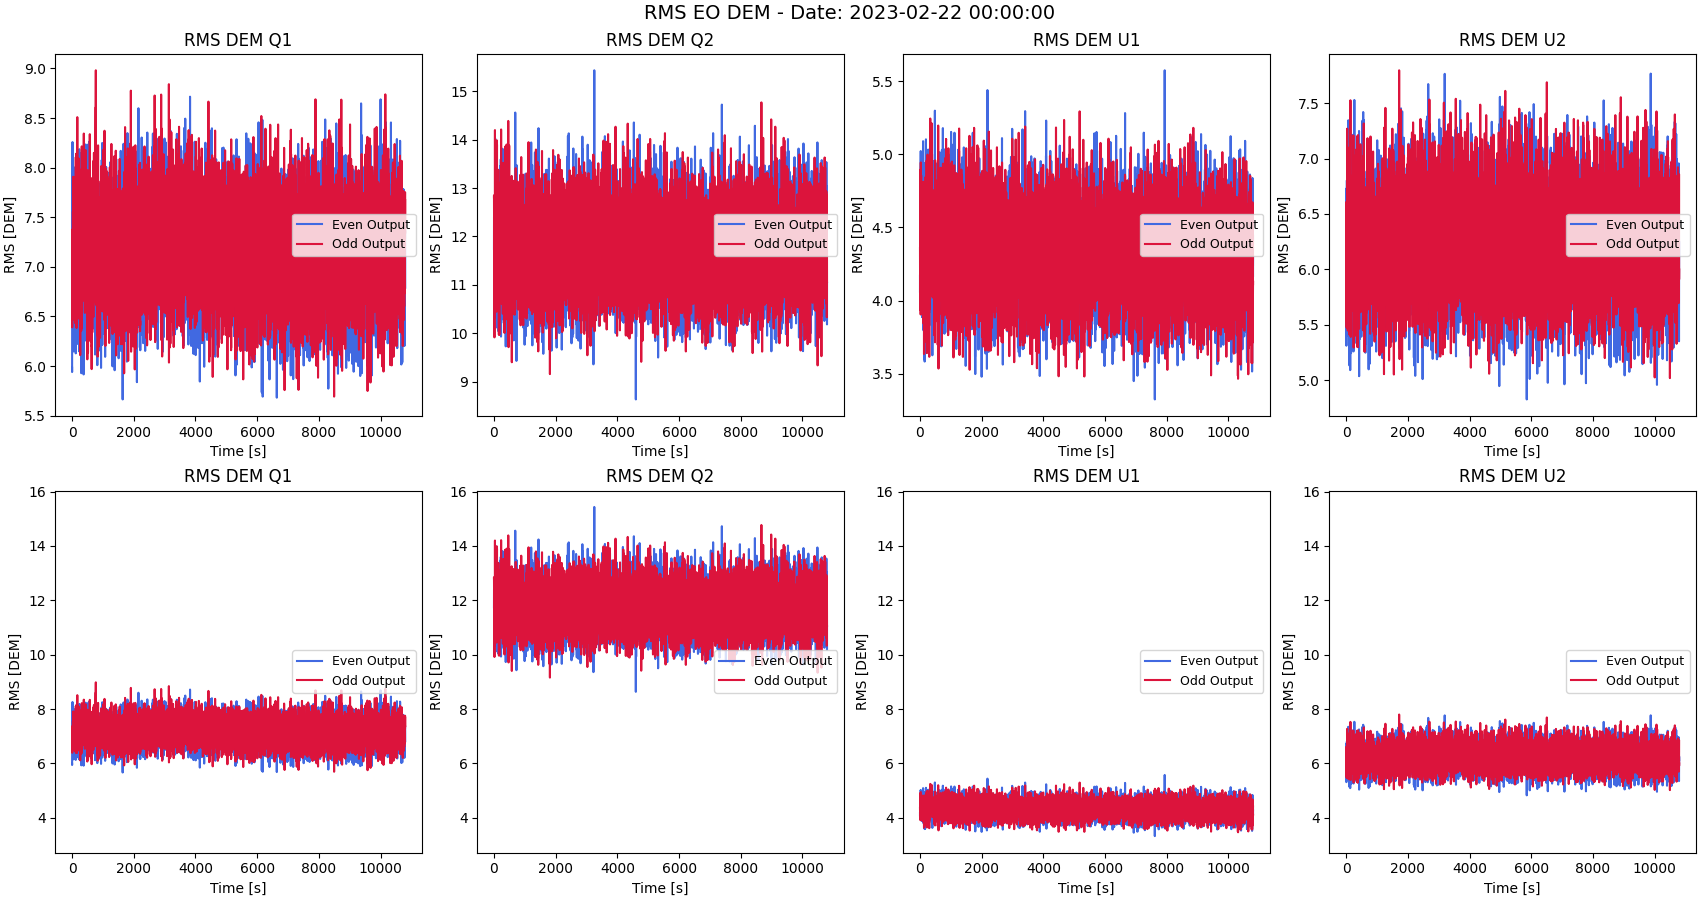 RMS EO DEM - Date: 2023-02-22 00:00:00
RMS DEM Q1
RMS [DEM]
9.0
8.5
8.0
7.5
7.0
6.5
6.0
5.5
Even Output
Odd Output
0 2000 4000 6000 8000 10000
Time [s]
RMS DEM Q2
RMS [DEM]
15
14
13
12
11
10
9
Even Output
Odd Output
0 2000 4000 6000 8000 10000
Time [s]
RMS DEM U1
RMS [DEM]
5.5
5.0
4.5
4.0
3.5
Even Output
Odd Output
0 2000 4000 6000 8000 10000
Time [s]
RMS DEM U2
RMS [DEM]
7.5
7.0
6.5
6.0
5.5
5.0
Even Output
Odd Output
0 2000 4000 6000 8000 10000
Time [s]
RMS DEM Q1
RMS [DEM]
16
14
12
10
8
6
4
Even Output
Odd Output
0 2000 4000 6000 8000 10000
Time [s]
RMS DEM Q2
RMS [DEM]
16
14
12
10
8
6
4
Even Output
Odd Output
0 2000 4000 6000 8000 10000
Time [s]
RMS DEM U1
RMS [DEM]
16
14
12
10
8
6
4
Even Output
Odd Output
0 2000 4000 6000 8000 10000
Time [s]
RMS DEM U2
RMS [DEM]
16
14
12
10
8
6
4
Even Output
Odd Output
0 2000 4000 6000 8000 10000
Time [s]